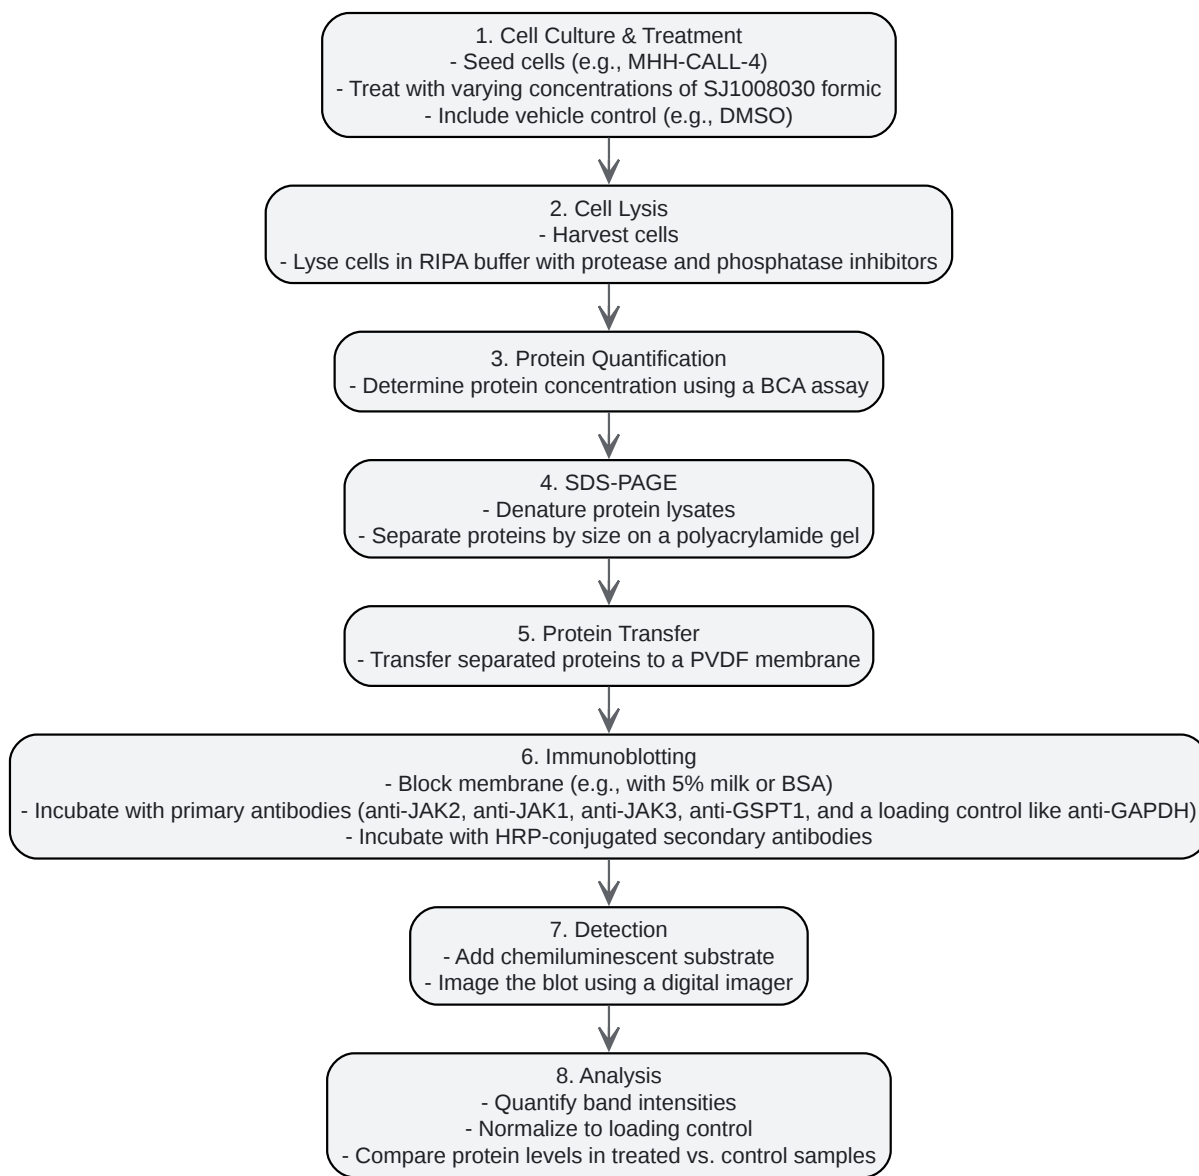 1. Cell Culture & Treatment
- Seed cells (e.g., MHH-CALL-4)
- Treat with varying concentrations of SJ1008030 formic
- Include vehicle control (e.g., DMSO)
2. Cell Lysis
- Harvest cells
- Lyse cells in RIPA buffer with protease and phosphatase inhibitors
3. Protein Quantification
- Determine protein concentration using a BCA assay
4. SDS-PAGE
- Denature protein lysates
- Separate proteins by size on a polyacrylamide gel
5. Protein Transfer
- Transfer separated proteins to a PVDF membrane
6. Immunoblotting
- Block membrane (e.g., with 5% milk or BSA)
- Incubate with primary antibodies (anti-JAK2, anti-JAK1, anti-JAK3, anti-GSPT1, and a loading control like anti-GAPDH)
- Incubate with HRP-conjugated secondary antibodies
7. Detection
- Add chemiluminescent substrate
- Image the blot using a digital imager
8. Analysis
- Quantify band intensities
- Normalize to loading control
- Compare protein levels in treated vs. control samples